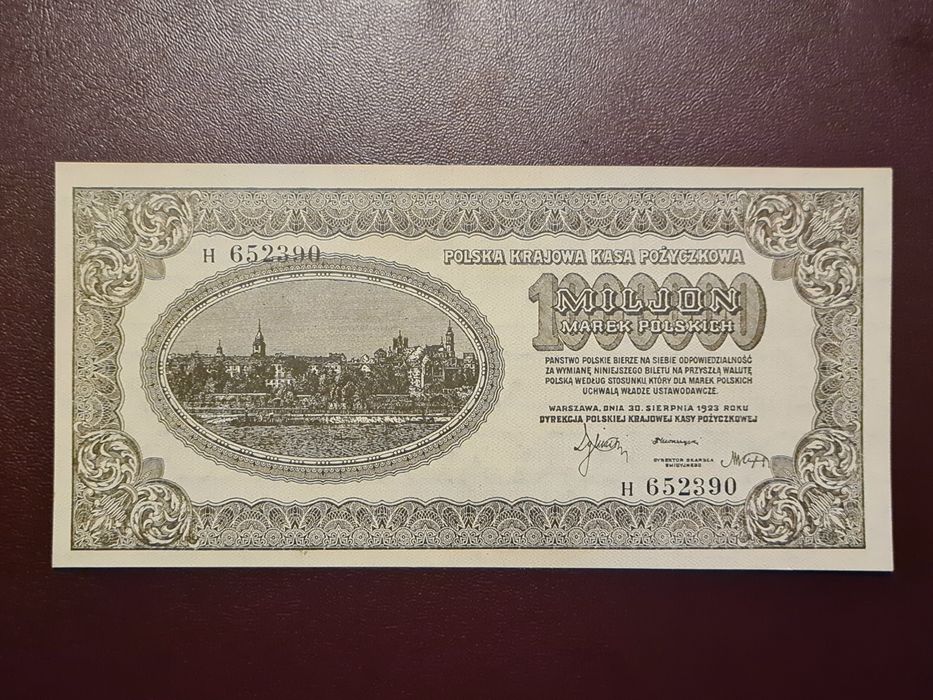 H 652390
POLSKA KRAJOWA KASA POŻYCZKOWA
1000000
MILJON
MAREK POLSKICH
PAŃSTWO POLSKIE BIERZE NA SIEBIE ODPOWIEDZIALNOŚĆ
ZA WYMIANĘ NINIEJSZEGO BILETU NA PRZYSZŁĄ WALUTĘ
POLSKĄ WEDŁUG STOSUNKU, KTÓRY DLA MAREK POLSKICH
UCHWALĄ WŁADZE USTAWODAWCZE.
WARSZAWA, DNIA 30. SIERPNIA 1923 ROKU
DYREKCJA POLSKIEJ KRAJOWEJ KASY POŻYCZKOWEJ
DYREKTOR SKARBCA
EMISYJNEGO
H 652390